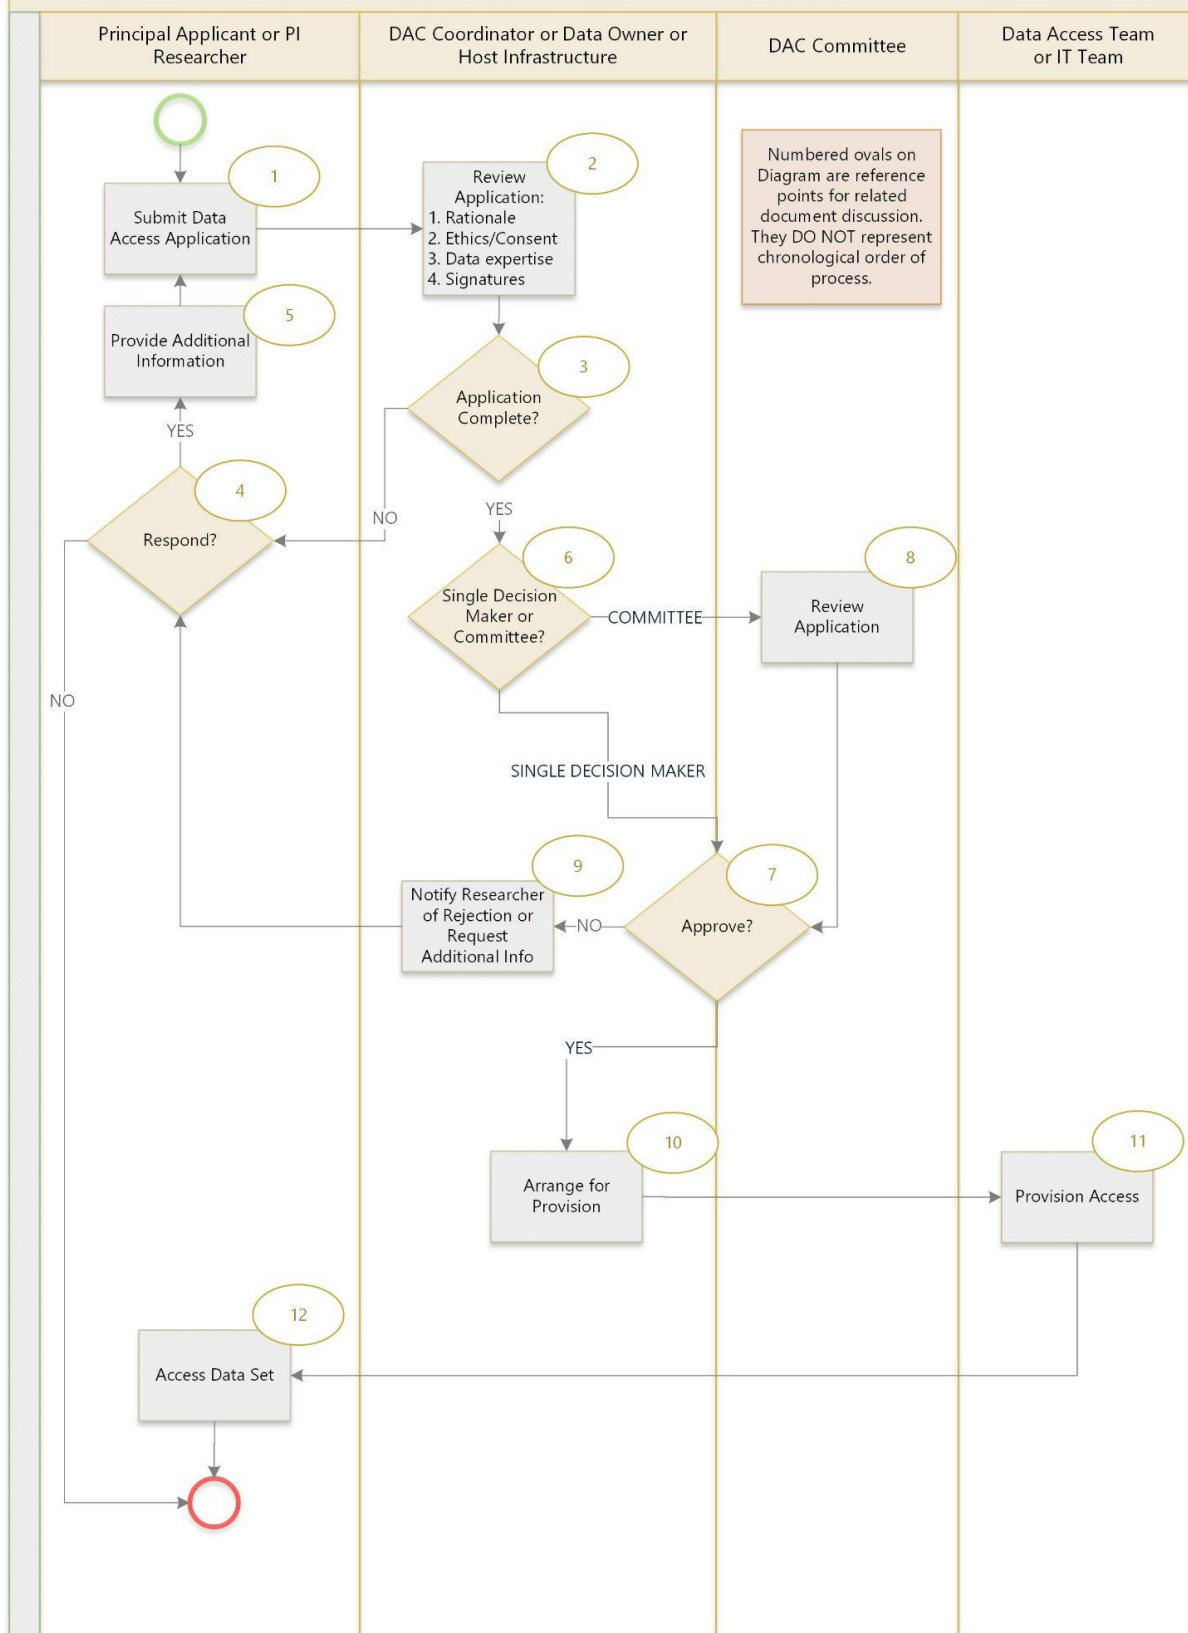 Principal Applicant or PI
Researcher
DAC Coordinator or Data Owner or
Host Infrastructure
DAC Committee
Data Access Team
or IT Team
1
Submit Data
Access Application
2
Review
Application:
1. Rationale
2. Ethics/Consent
3. Data expertise
4. Signatures
Numbered ovals on
Diagram are reference
points for related
document discussion.
They DO NOT represent
chronological order of
process.
5
Provide Additional
Information
3
Application
Complete?
YES
4
Respond?
NO
YES
6
Single Decision
Maker or
Committee?
COMMITTEE
8
Review
Application
NO
SINGLE DECISION MAKER
9
Notify Researcher
of Rejection or
Request
Additional Info
NO
7
Approve?
YES
10
Arrange for
Provision
11
Provision Access
12
Access Data Set